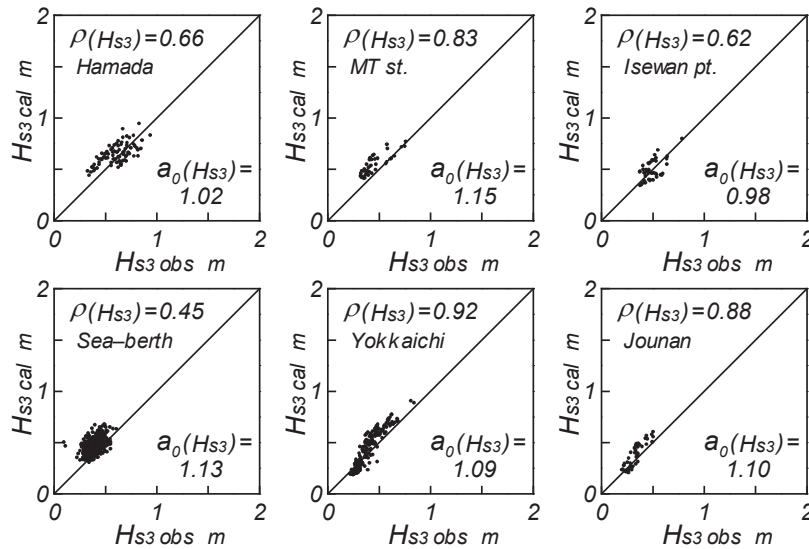 2
ρ(Hs3)=0.66
Hamada
1
a0(Hs3)=
1.02
0
0 1 2
Hs3 cal m
Hs3 obs m
2
ρ(Hs3)=0.83
MT st.
1
a0(Hs3)=
1.15
0
0 1 2
Hs3 cal m
Hs3 obs m
2
ρ(Hs3)=0.62
Isewan pt.
1
a0(Hs3)=
0.98
0
0 1 2
Hs3 cal m
Hs3 obs m
2
ρ(Hs3)=0.45
Sea–berth
1
a0(Hs3)=
1.13
0
0 1 2
Hs3 cal m
Hs3 obs m
2
ρ(Hs3)=0.92
Yokkaichi
1
a0(Hs3)=
1.09
0
0 1 2
Hs3 cal m
Hs3 obs m
2
ρ(Hs3)=0.88
Jounan
1
a0(Hs3)=
1.10
0
0 1 2
Hs3 cal m
Hs3 obs m